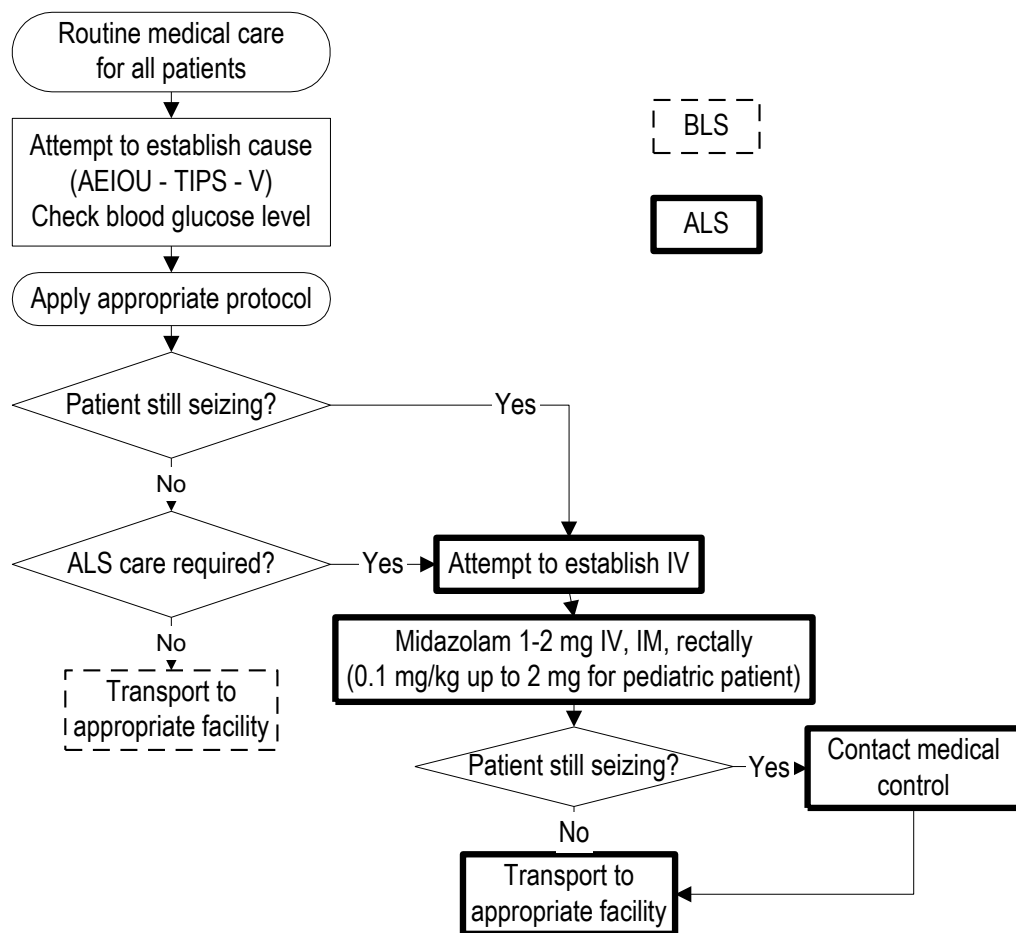 Routine medical care
for all patients
BLS
Attempt to establish cause
(AEIOU - TIPS - V)
Check blood glucose level
ALS
Apply appropriate protocol
Patient still seizing?
Yes
No
ALS care required?
Yes
Attempt to establish IV
No
Midazolam 1-2 mg IV, IM, rectally
(0.1 mg/kg up to 2 mg for pediatric patient)
Transport to
appropriate facility
Patient still seizing?
Yes
Contact medical
control
No
Transport to
appropriate facility